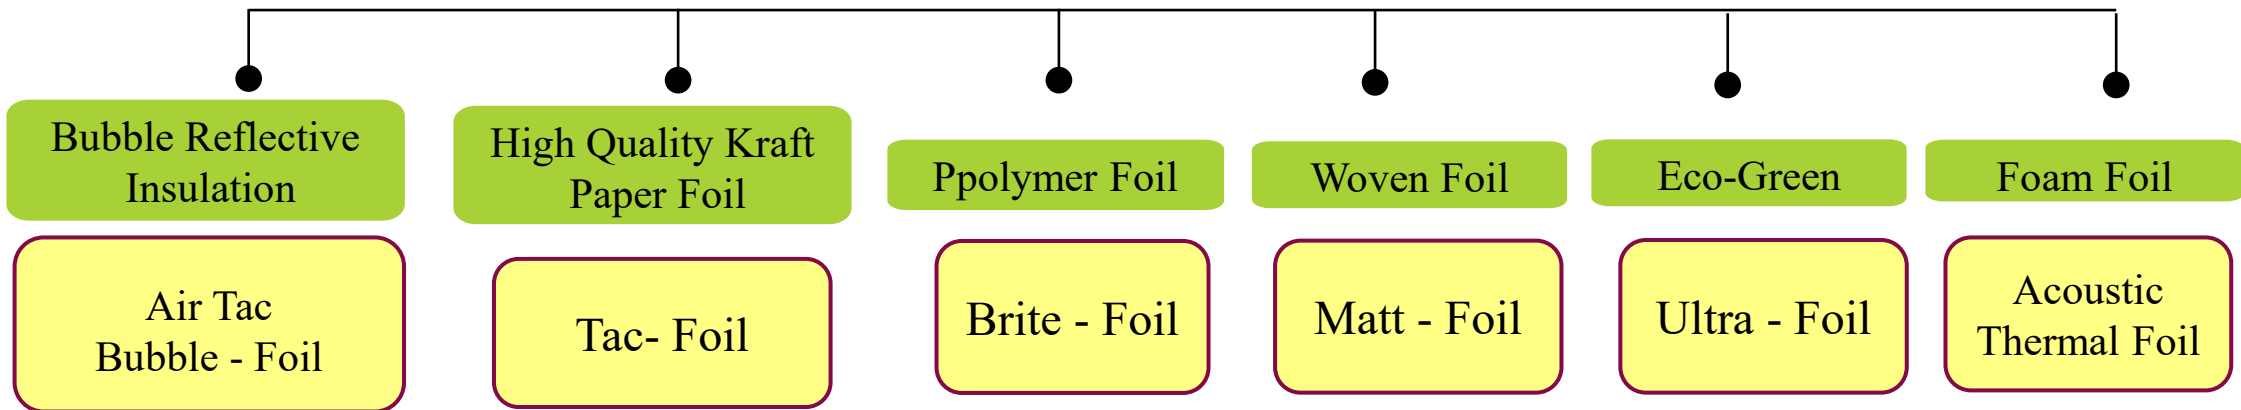 Bubble Reflective
Insulation
High Quality Kraft
Paper Foil
Ppolymer Foil
Woven Foil
Eco-Green
Foam Foil
Air Tac
Bubble - Foil
Tac- Foil
Brite - Foil
Matt - Foil
Ultra - Foil
Acoustic
Thermal Foil